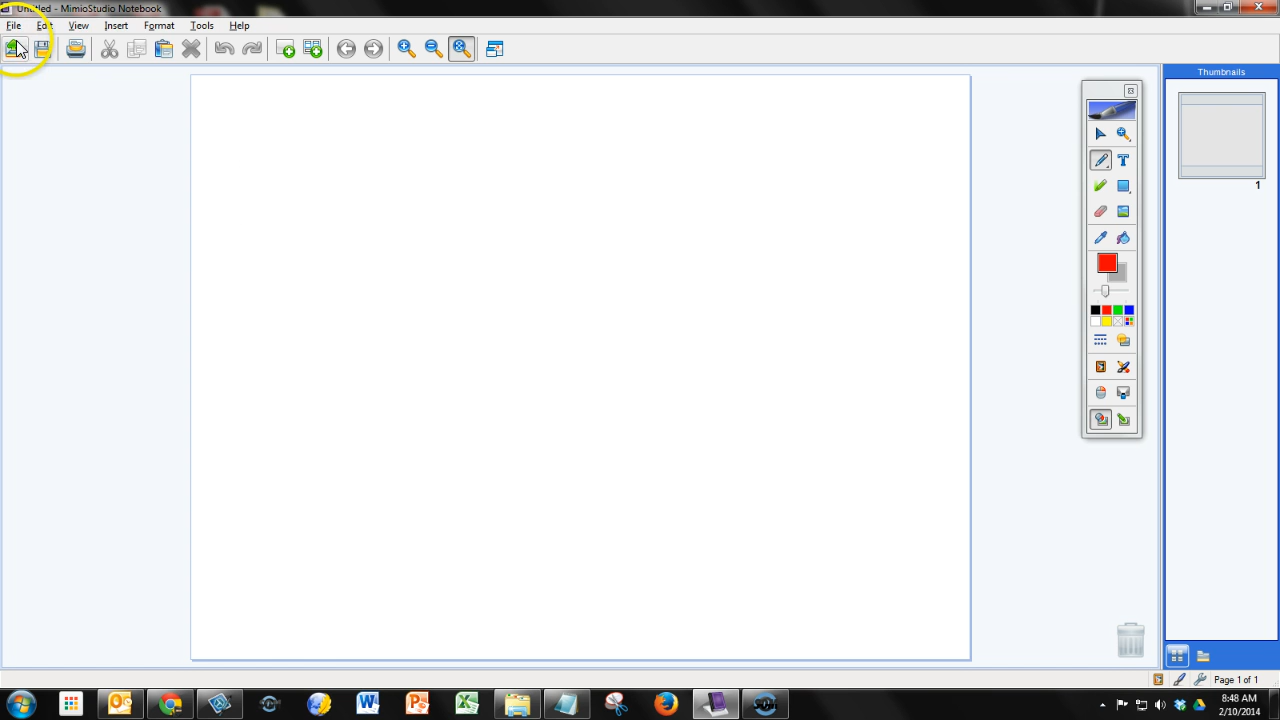 Untitled - MimioStudio Notebook
File Edit View Insert Format Tools Help
Thumbnails
1
Page 1 of 1
8:48 AM
2/10/2014